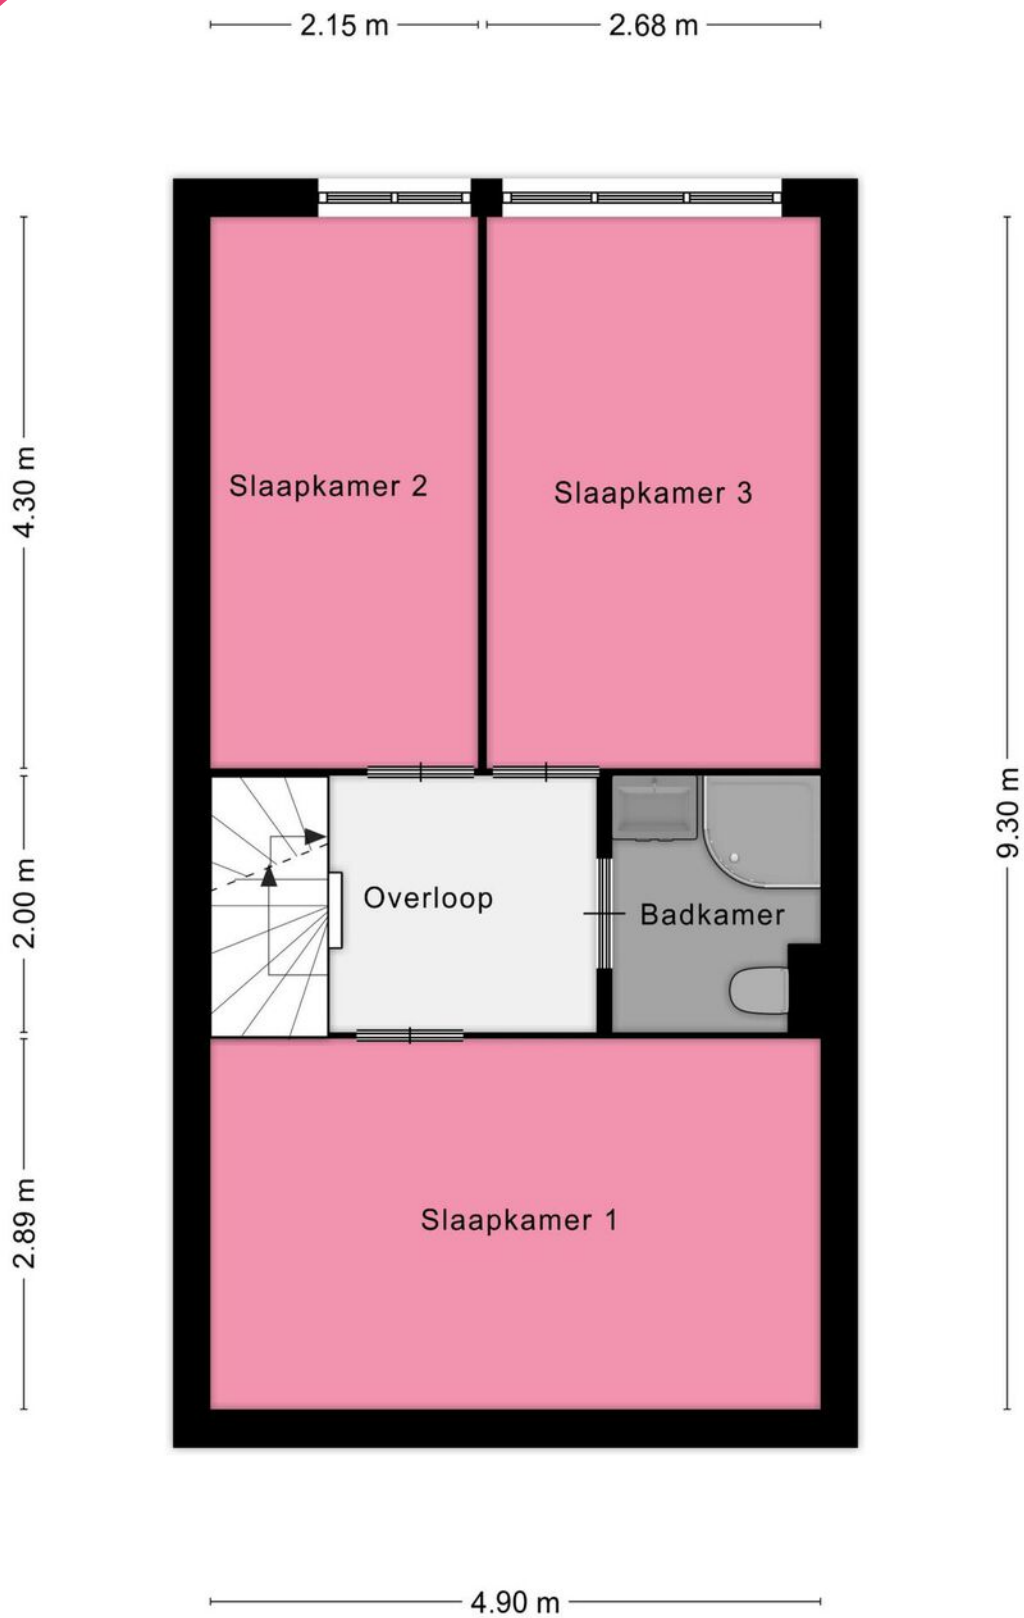 2.15 m
2.68 m
4.30 m
Slaapkamer 2
Slaapkamer 3
9.30 m
2.00 m
Overloop
Badkamer
2.89 m
Slaapkamer 1
4.90 m